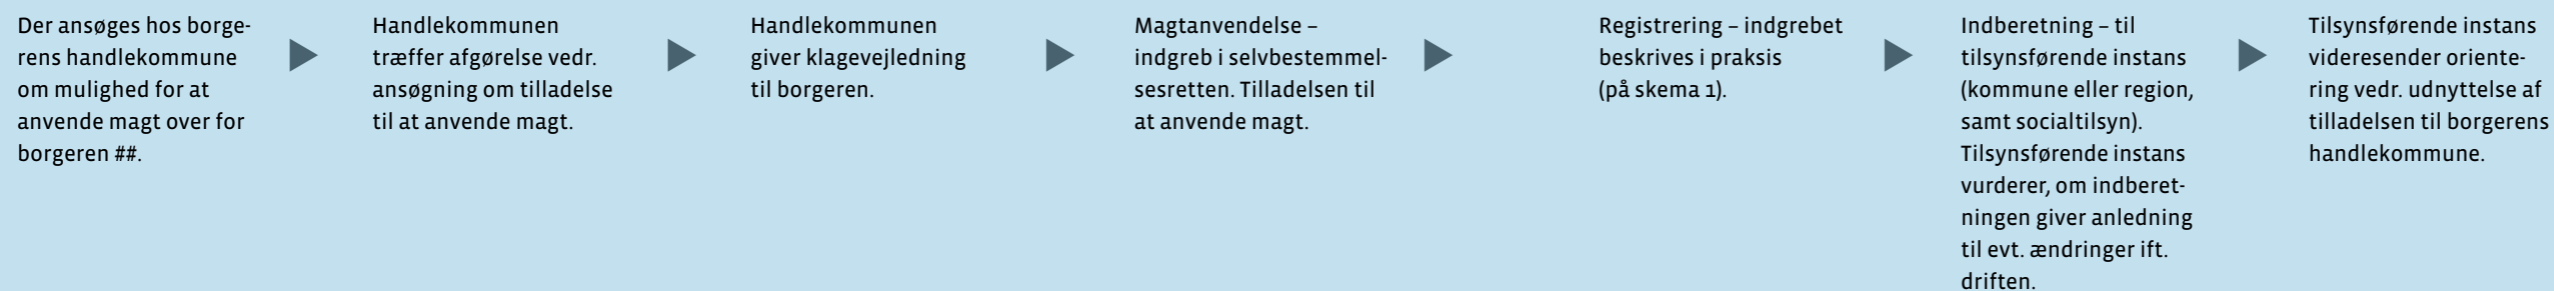 Der ansøges hos borge-
rens handlekommune
om mulighed for at
anvende magt over for
borgeren ##.
Handlekommunen
træffer afgørelse vedr.
ansøgning om tilladelse
til at anvende magt.
Handlekommunen
giver klagevejledning
til borgeren.
Magtanvendelse –
indgreb i selvbestemmel-
sesretten. Tilladelsen til
at anvende magt.
Registrering – indgrebet
beskrives i praksis
(på skema 1).
Indberetning – til
tilsynsførende instans
(kommune eller region,
samt socialtilsyn).
Tilsynsførende instans
vurderer, om indberet-
ningen giver anledning
til evt. ændringer ift.
driften.
Tilsynsførende instans
videresender oriente-
ring vedr. udnyttelse af
tilladelsen til borgerens
handlekommune.